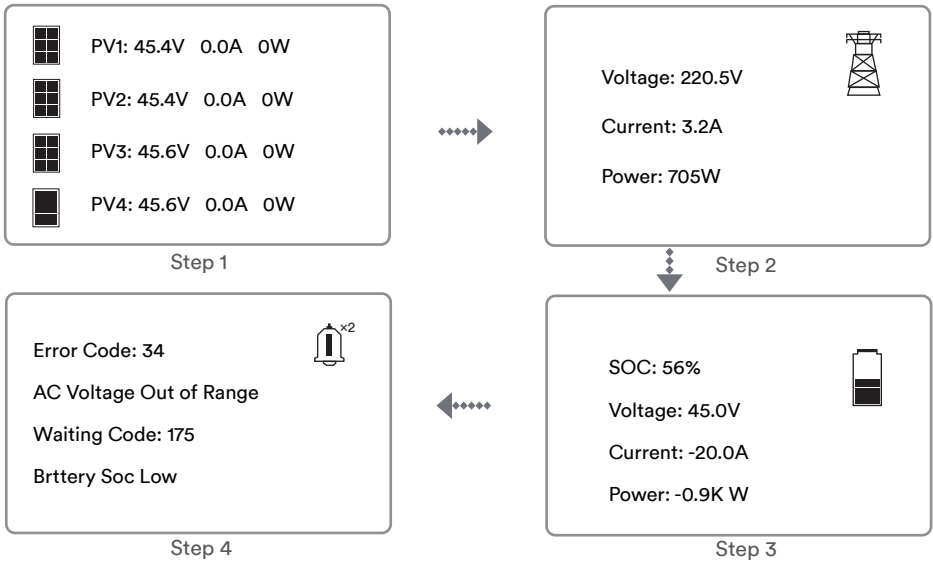 PV1: 45.4V 0.0A 0W
PV2: 45.4V 0.0A 0W
PV3: 45.6V 0.0A 0W
PV4: 45.6V 0.0A 0W
Step 1
Voltage: 220.5V
Current: 3.2A
Power: 705W
Step 2
SOC: 56%
Voltage: 45.0V
Current: -20.0A
Power: -0.9K W
Step 3
×2
Error Code: 34
AC Voltage Out of Range
Waiting Code: 175
Brttery Soc Low
Step 4